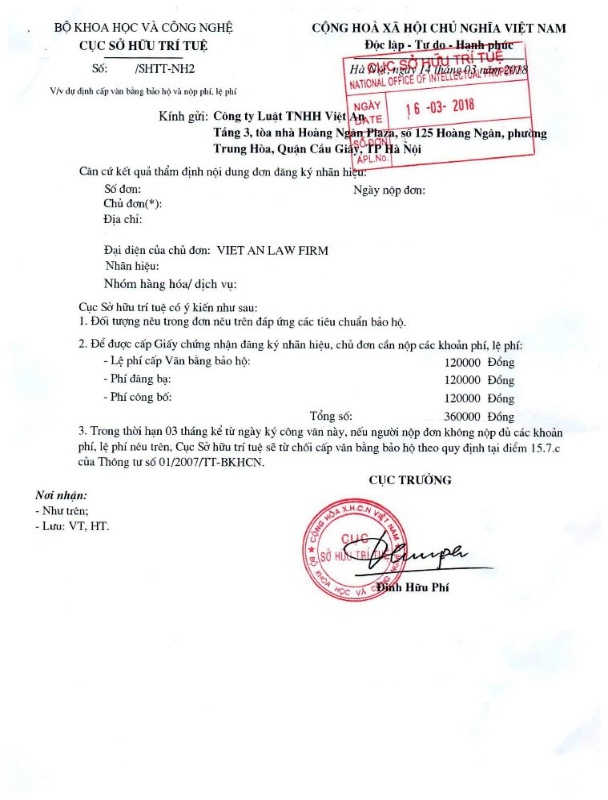 BỘ KHOA HỌC VÀ CÔNG NGHỆ
CỤC SỞ HỮU TRÍ TUỆ
Số: /SHTT-NH2
V/v dự định cấp văn bằng bảo hộ và nộp phí, lệ phí
CỘNG HOÀ XÃ HỘI CHỦ NGHĨA VIỆT NAM
Độc lập - Tư do - Hạnh phúc
Hà Nội, ngày 14 tháng 03 năm 2018
CỤC SỞ HỮU TRÍ TUỆ
NATIONAL OFFICE OF INTELLECTUAL PROPERTY
NGÀY
DATE
16 -03- 2018
SỐ ĐƠN
APL.No.
Kính gửi: Công ty Luật TNHH Việt An
Tầng 3, tòa nhà Hoàng Ngân Plaza, số 125 Hoàng Ngân, phường
Trung Hòa, Quận Cầu Giấy, TP Hà Nội
Căn cứ kết quả thẩm định nội dung đơn đăng ký nhãn hiệu:
Số đơn: Ngày nộp đơn:
Chủ đơn(*):
Địa chỉ:
Đại diện của chủ đơn: VIET AN LAW FIRM
Nhãn hiệu:
Nhóm hàng hóa/ dịch vụ:
Cục Sở hữu trí tuệ có ý kiến như sau:
1. Đối tượng nêu trong đơn nêu trên đáp ứng các tiêu chuẩn bảo hộ.
2. Để được cấp Giấy chứng nhận đăng ký nhãn hiệu, chủ đơn cần nộp các khoản phí, lệ phí:
- Lệ phí cấp Văn bằng bảo hộ: 120000 Đồng
- Phí đăng bạ: 120000 Đồng
- Phí công bố: 120000 Đồng
Tổng số: 360000 Đồng
3. Trong thời hạn 03 tháng kể từ ngày ký công văn này, nếu người nộp đơn không nộp đủ các khoản
phí, lệ phí nêu trên, Cục Sở hữu trí tuệ sẽ từ chối cấp văn bằng bảo hộ theo quy định tại điểm 15.7.c
của Thông tư số 01/2007/TT-BKHCN.
CỤC TRƯỞNG
Nơi nhận:
- Như trên;
- Lưu: VT, HT.
CỘNG HÒA X.H.C.N VIỆT NAM
CỤC
SỞ HỮU TRÍ TUỆ
BỘ KHOA HỌC VÀ CÔNG NGHỆ
Đinh Hữu Phí